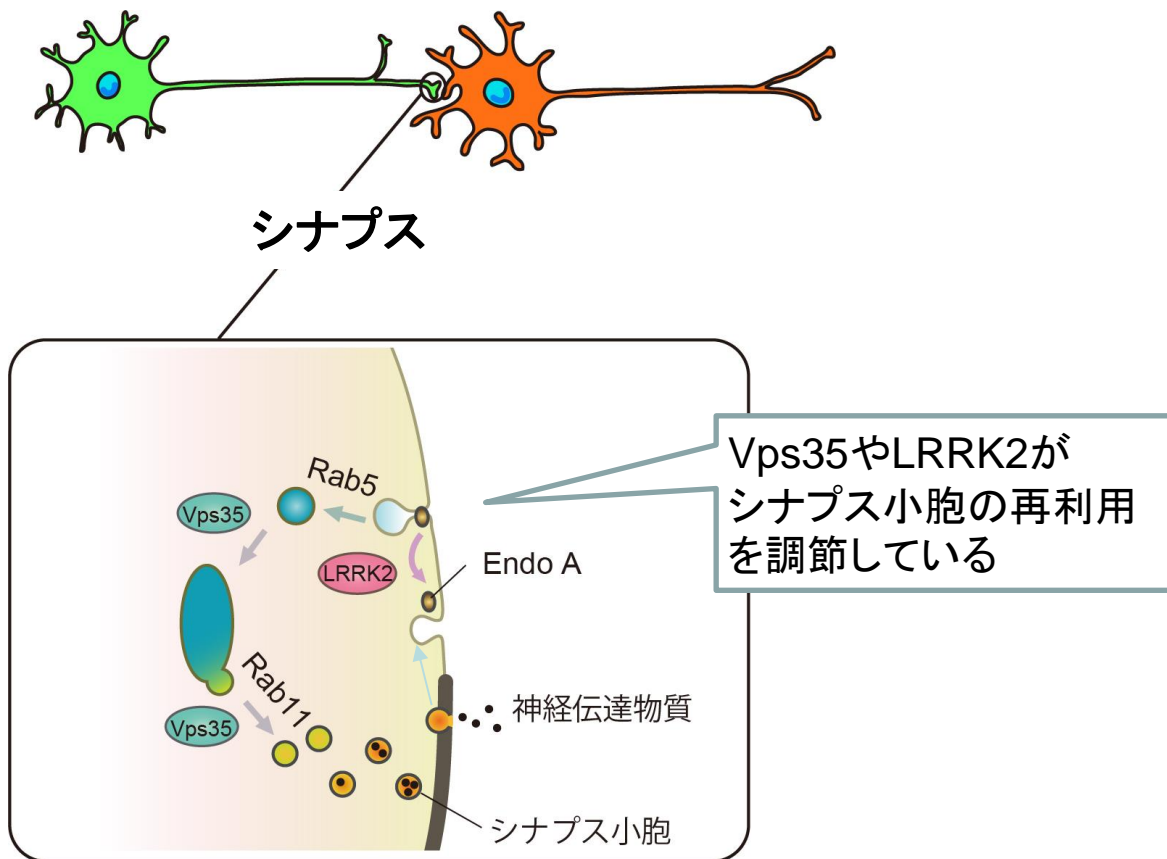 シナプス
Rab5
Vps35
LRRK2
Endo A
Vps35やLRRK2が
シナプス小胞の再利用
を調節している
Rab11
Vps35
神経伝達物質
シナプス小胞